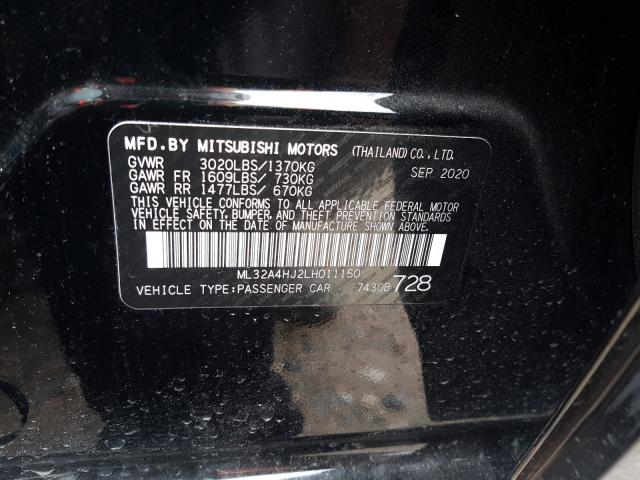 MFD. BY MITSUBISHI MOTORS (THAILAND) CO., LTD.
GVWR 3020LBS/1370KG SEP 2020
GAWR FR 1609LBS/ 730KG
GAWR RR 1477LBS/ 670KG
THIS VEHICLE CONFORMS TO ALL APPLICABLE FEDERAL MOTOR
VEHICLE SAFETY, BUMPER, AND THEFT PREVENTION STANDARDS
IN EFFECT ON THE DATE OF MANUFACTURE SHOWN ABOVE.
ML32A4HJ2LH011150
VEHICLE TYPE:PASSENGER CAR 7430B 728